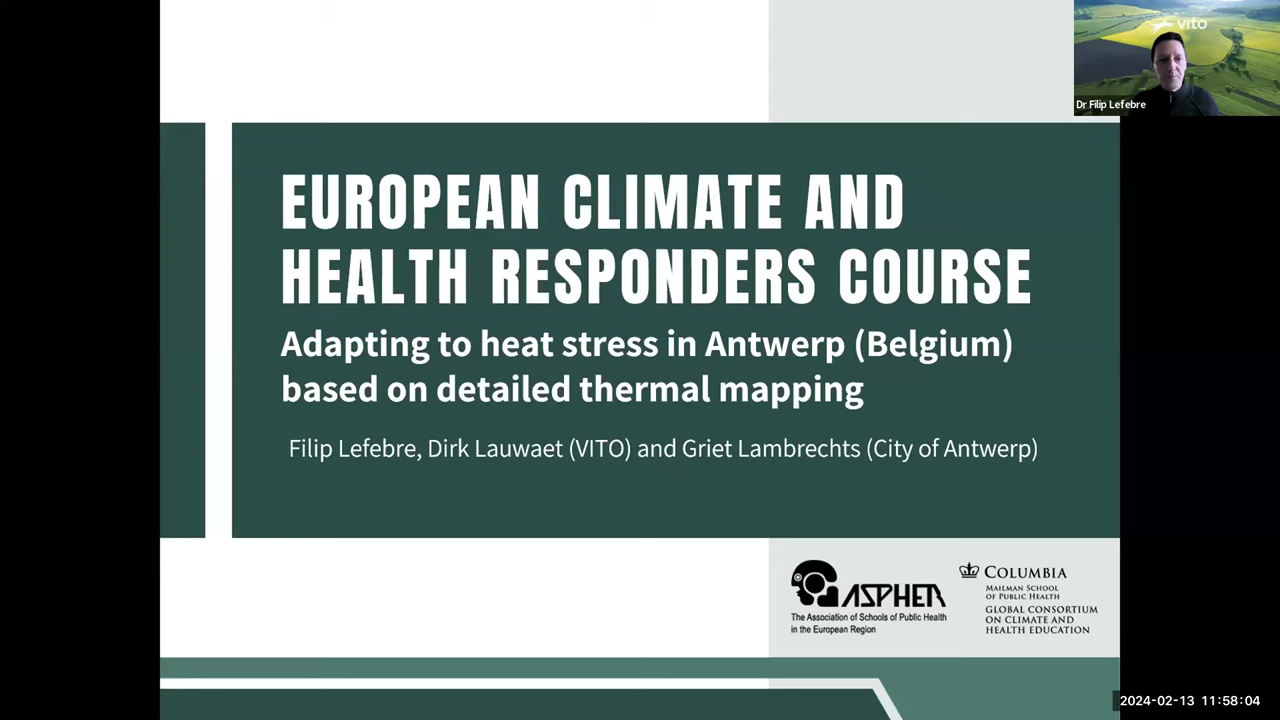 vito
Dr Filip Lefebre
EUROPEAN CLIMATE AND
HEALTH RESPONDERS COURSE
Adapting to heat stress in Antwerp (Belgium)
based on detailed thermal mapping
Filip Lefebre, Dirk Lauwaet (VITO) and Griet Lambrechts (City of Antwerp)
ASPHER
The Association of Schools of Public Health
in the European Region
COLUMBIA
MAILMAN SCHOOL
OF PUBLIC HEALTH
GLOBAL CONSORTIUM
ON CLIMATE AND
HEALTH EDUCATION
2024-02-13 11:58:04